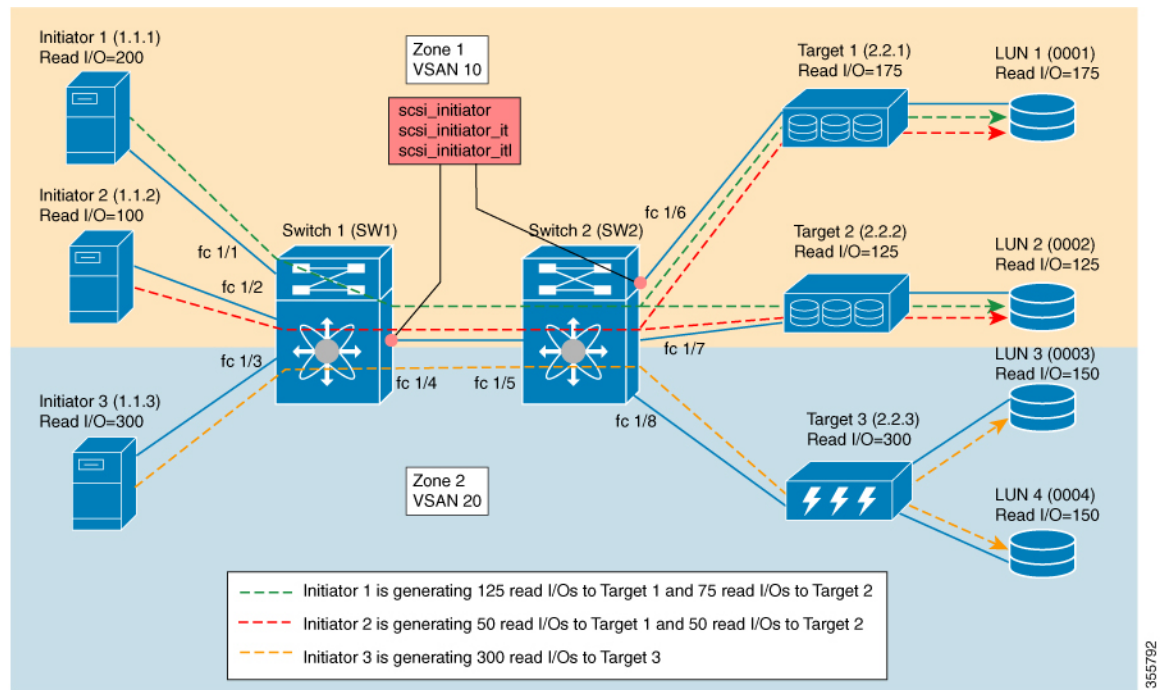 Initiator 1 (1.1.1)
Read I/O=200
Zone 1
VSAN 10
scsi_initiator
scsi_initiator_it
scsi_initiator_itl
Target 1 (2.2.1)
Read I/O=175
LUN 1 (0001)
Read I/O=175
Initiator 2 (1.1.2)
Read I/O=100
fc 1/1
fc 1/2
Switch 1 (SW1)
Switch 2 (SW2)
fc 1/6
Target 2 (2.2.2)
Read I/O=125
LUN 2 (0002)
Read I/O=125
fc 1/3
fc 1/4
fc 1/5
fc 1/7
fc 1/8
Initiator 3 (1.1.3)
Read I/O=300
Zone 2
VSAN 20
Target 3 (2.2.3)
Read I/O=300
LUN 3 (0003)
Read I/O=150
LUN 4 (0004)
Read I/O=150
Initiator 1 is generating 125 read I/Os to Target 1 and 75 read I/Os to Target 2
Initiator 2 is generating 50 read I/Os to Target 1 and 50 read I/Os to Target 2
Initiator 3 is generating 300 read I/Os to Target 3
355792